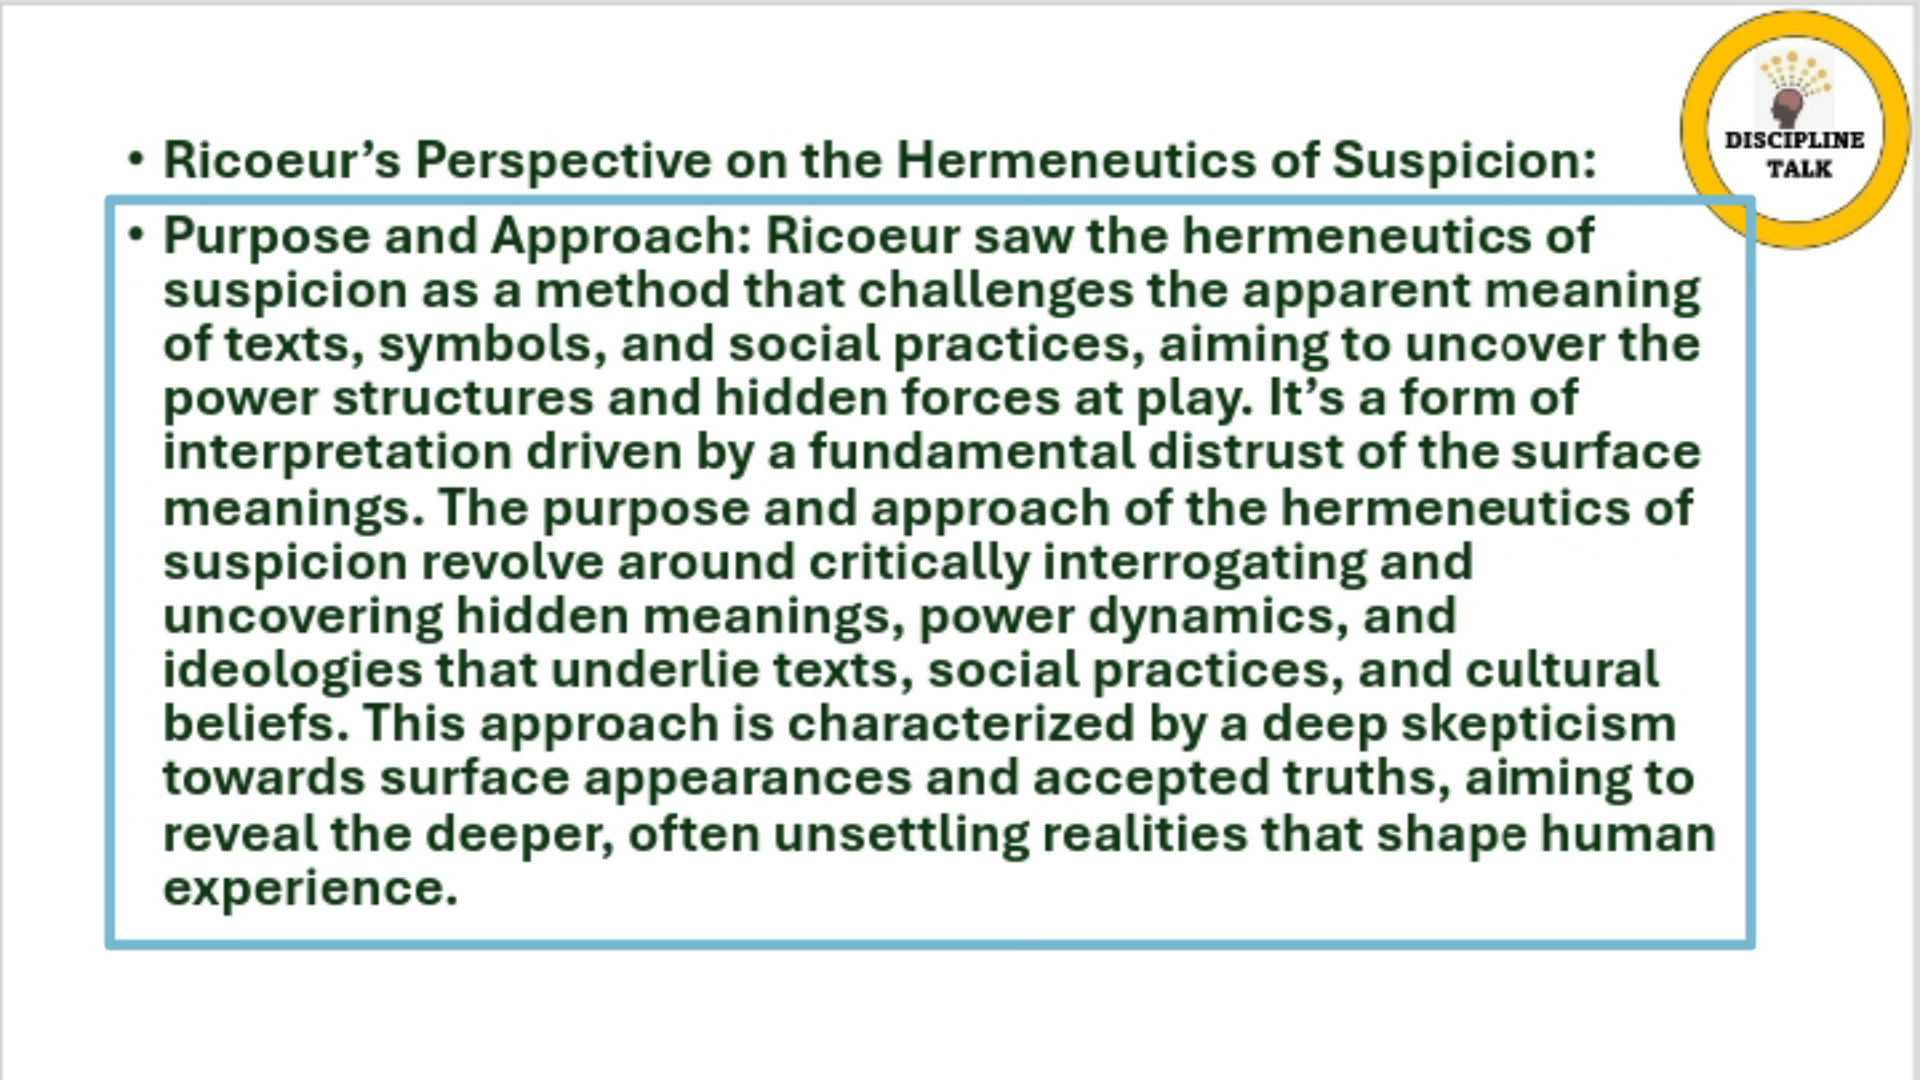 DISCIPLINE
TALK
• Ricoeur’s Perspective on the Hermeneutics of Suspicion:
• Purpose and Approach: Ricoeur saw the hermeneutics of
suspicion as a method that challenges the apparent meaning
of texts, symbols, and social practices, aiming to uncover the
power structures and hidden forces at play. It’s a form of
interpretation driven by a fundamental distrust of the surface
meanings. The purpose and approach of the hermeneutics of
suspicion revolve around critically interrogating and
uncovering hidden meanings, power dynamics, and
ideologies that underlie texts, social practices, and cultural
beliefs. This approach is characterized by a deep skepticism
towards surface appearances and accepted truths, aiming to
reveal the deeper, often unsettling realities that shape human
experience.